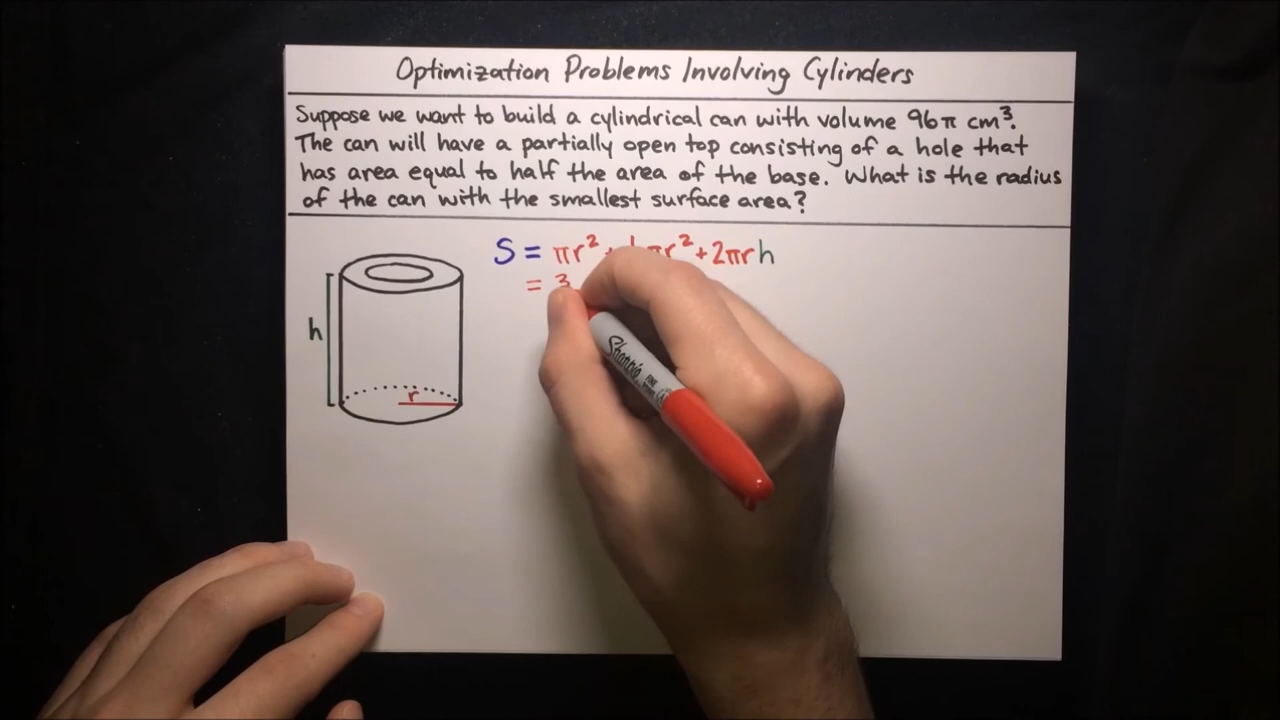 Optimization Problems Involving Cylinders
Suppose we want to build a cylindrical can with volume 96π cm³.
The can will have a partially open top consisting of a hole that
has area equal to half the area of the base. What is the radius
of the can with the smallest surface area?
S = πr² + πr² + 2πrh
= 3
h
r
Sharpie
FINE